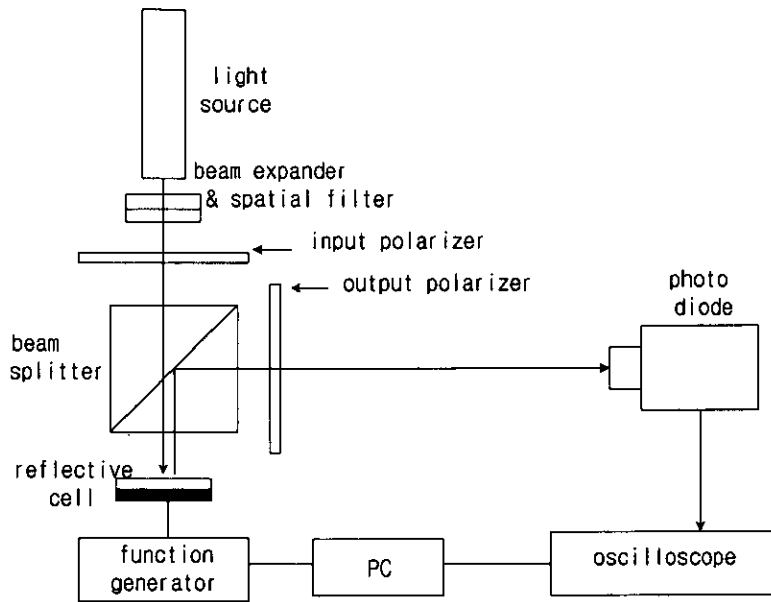 light
source
beam expander
& spatial filter
input polarizer
output polarizer
photo
diode
beam
splitter
reflective
cell
function
generator
PC
oscilloscope